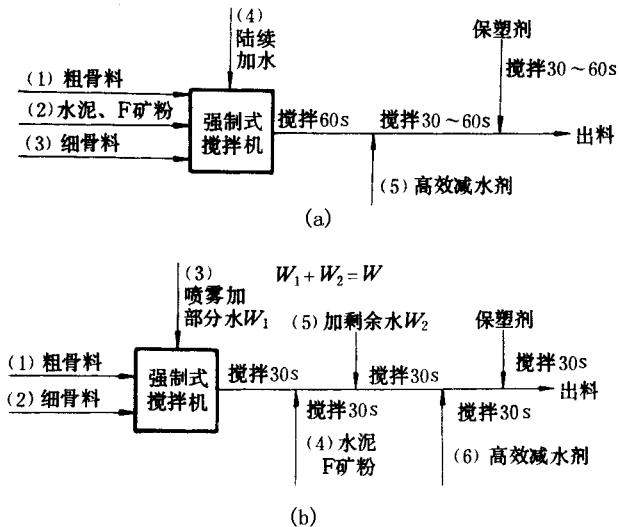 (4)
陆续
加水
保塑剂
搅拌30～60s
(1) 粗骨料
(2)水泥、F矿粉
(3) 细骨料
强制式
搅拌机
搅拌60s
搅拌30～60s
出料
(5) 高效减水剂
(a)
(3)
喷雾加
部分水W₁
W₁+W₂=W
(5) 加剩余水W₂
保塑剂
(1) 粗骨料
(2) 细骨料
强制式
搅拌机
搅拌30s
搅拌30s
搅拌30s
出料
搅拌30s
搅拌30s
(4) 水泥
F矿粉
(6) 高效减水剂
(b)